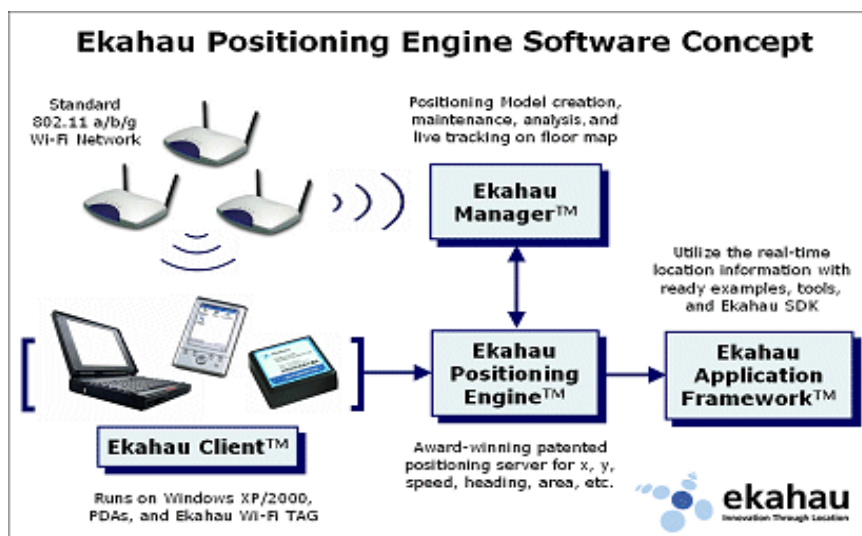 Ekahau Positioning Engine Software Concept
Standard
802.11 a/b/g
Wi-Fi Network
Positioning Model creation,
maintenance, analysis, and
live tracking on floor map
Ekahau
Manager™
Utilize the real-time
location information with
ready examples, tools,
and Ekahau SDK
Ekahau
Positioning
Engine™
Ekahau
Application
Framework™
Ekahau Client™
Award-winning patented
positioning server for x, y,
speed, heading, area, etc.
Runs on Windows XP/2000,
PDAs, and Ekahau Wi-Fi TAG
ekahau
Innovation Through Location